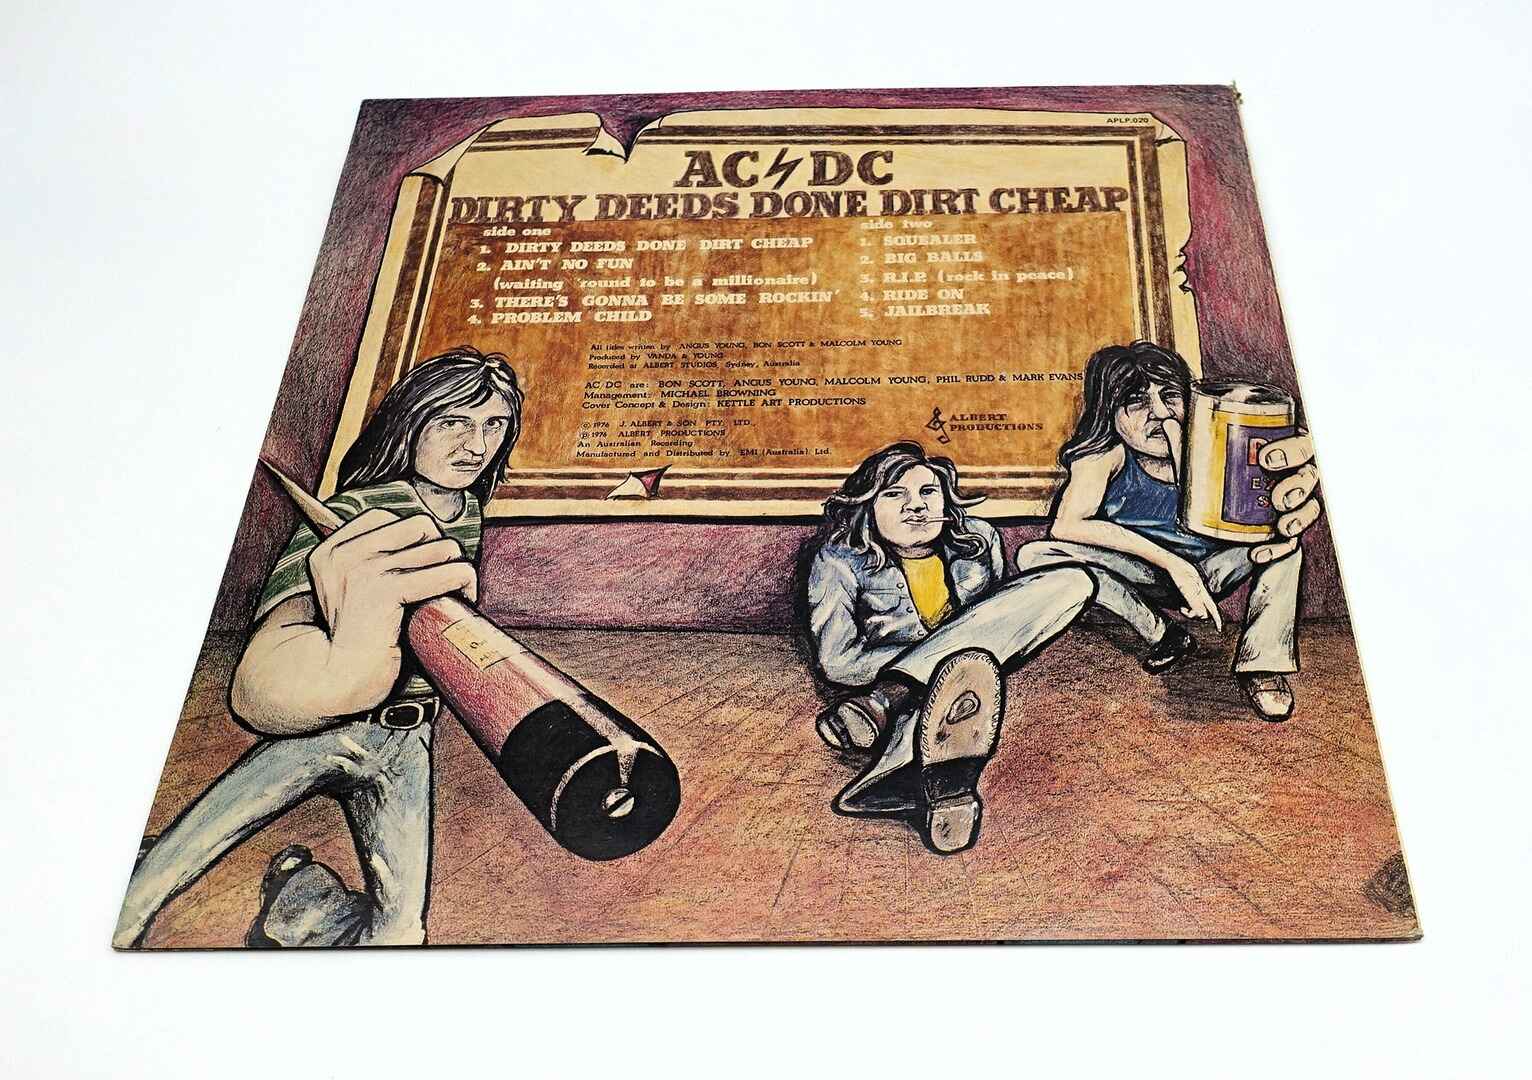 APLP.020
AC DC
DIRTY DEEDS DONE DIRT CHEAP
side one
1. DIRTY DEEDS DONE DIRT CHEAP
2. AIN'T NO FUN
(waiting 'round to be a millionaire)
3. THERE'S GONNA BE SOME ROCKIN'
4. PROBLEM CHILD
side two
1. SQUEALER
2. BIG BALLS
3. R.I.P. (rock in peace)
4. RIDE ON
5. JAILBREAK
All titles written by ANGUS YOUNG, BON SCOTT & MALCOLM YOUNG
Produced by VANDA & YOUNG
Recorded at ALBERT STUDIOS, Sydney, Australia
AC DC are: BON SCOTT, ANGUS YOUNG, MALCOLM YOUNG, PHIL RUDD & MARK EVANS
Management: MICHAEL BROWNING
Cover Concept & Design: KETTLE ART PRODUCTIONS
© 1976 J. ALBERT & SON PTY. LTD.,
℗ 1976 ALBERT PRODUCTIONS
An Australian Recording
Manufactured and Distributed by EMI (Australia) Ltd.
ALBERT
PRODUCTIONS